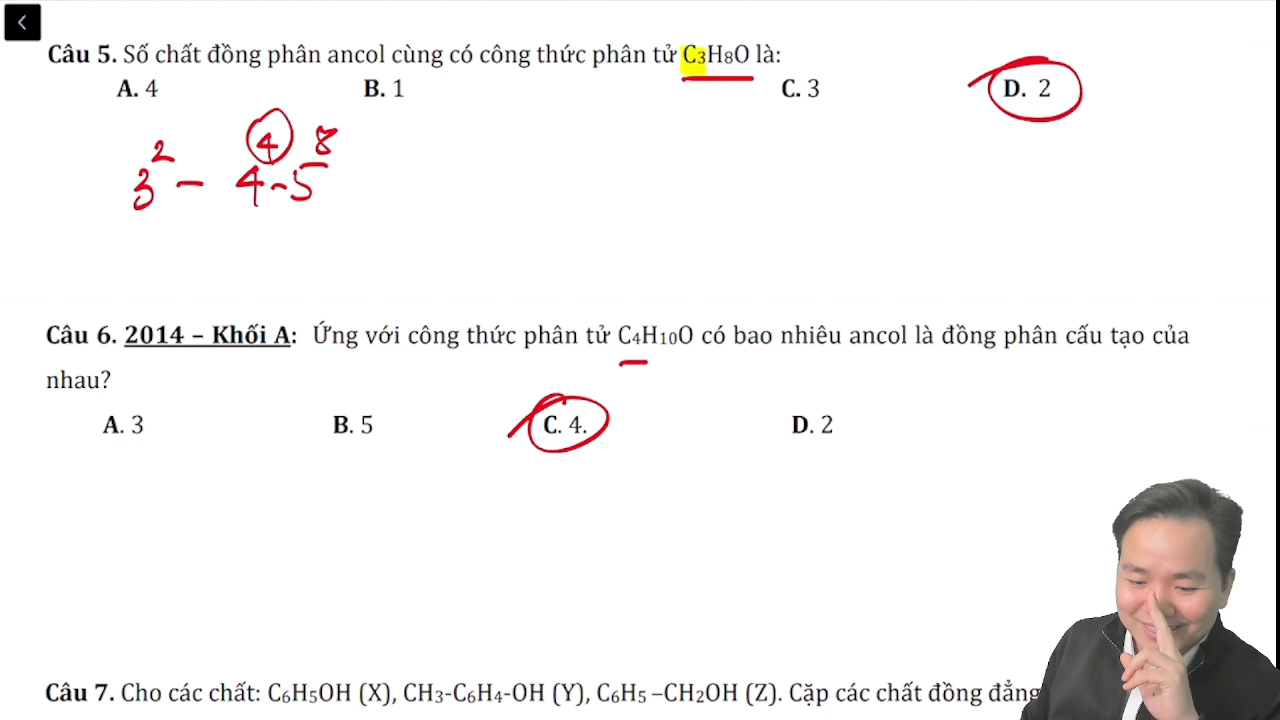 Câu 5. Số chất đồng phân ancol cùng có công thức phân tử C₃H₈O là:
A. 4 B. 1 C. 3 D. 2
2 4 8
3 – 4 - 5
Câu 6. 2014 – Khối A: Ứng với công thức phân tử C₄H₁₀O có bao nhiêu ancol là đồng phân cấu tạo của
nhau?
A. 3 B. 5 C. 4. D. 2
Câu 7. Cho các chất: C₆H₅OH (X), CH₃-C₆H₄-OH (Y), C₆H₅ –CH₂OH (Z). Cặp các chất đồng đẳng